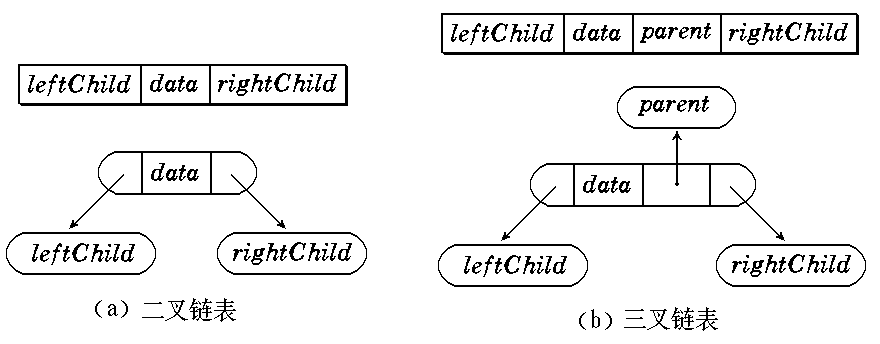 leftChild data rightChild
data
leftChild rightChild
(a) 二叉链表
leftChild data parent rightChild
parent
data
leftChild rightChild
(b) 三叉链表